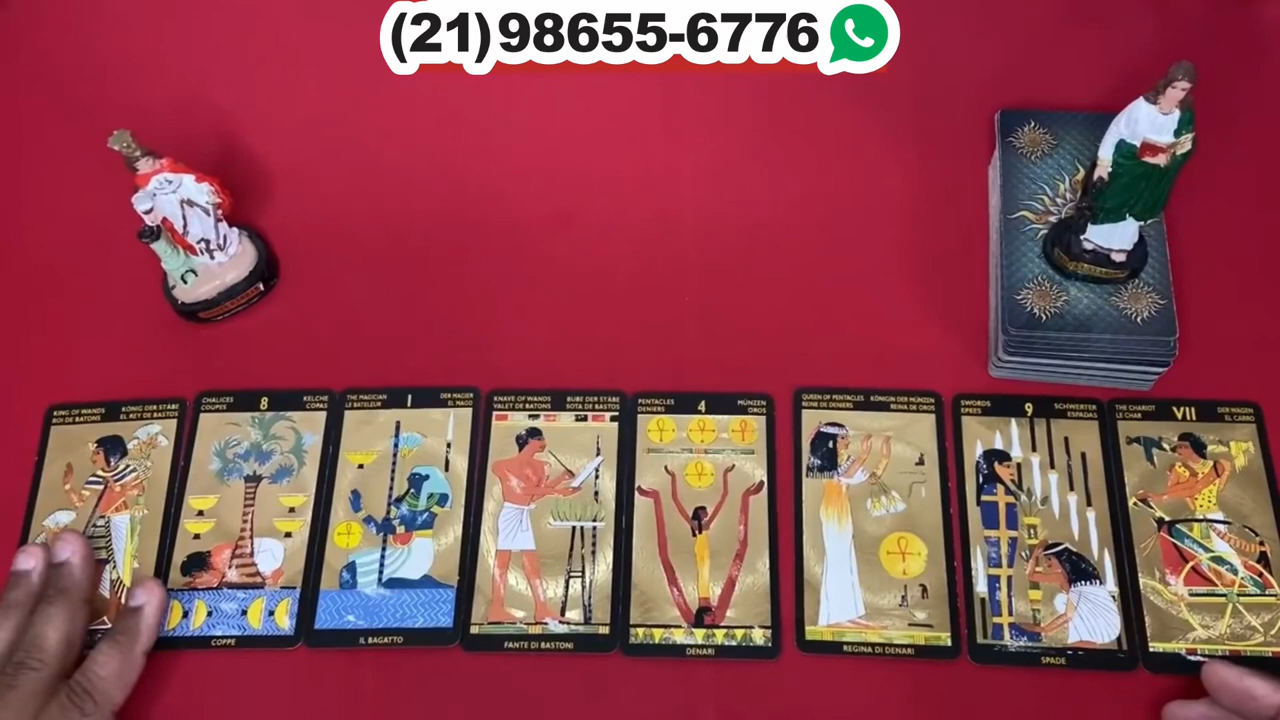 (21)98655-6776
KING OF WANDS
ROI DE BATONS
KÖNIG DER STÄBE
EL REY DE BASTOS
CHALICES
COUPES
8
KELCHE
COPAS
COPPE
THE MAGICIAN
LE BATELEUR
I
DER MAGIER
EL MAGO
IL BAGATTO
KNAVE OF WANDS
VALET DE BATONS
BUBE DER STÄBE
SOTA DE BASTOS
FANTE DI BASTONI
PENTACLES
DENIERS
4
MÜNZEN
OROS
DENARI
QUEEN OF PENTACLES
REINE DE DENIERS
KÖNIGIN DER MÜNZEN
REINA DE OROS
REGINA DI DENARI
SWORDS
EPEES
9
SCHWERTER
ESPADAS
SPADE
THE CHARIOT
LE CHAR
VII
DER WAGEN
EL CARRO